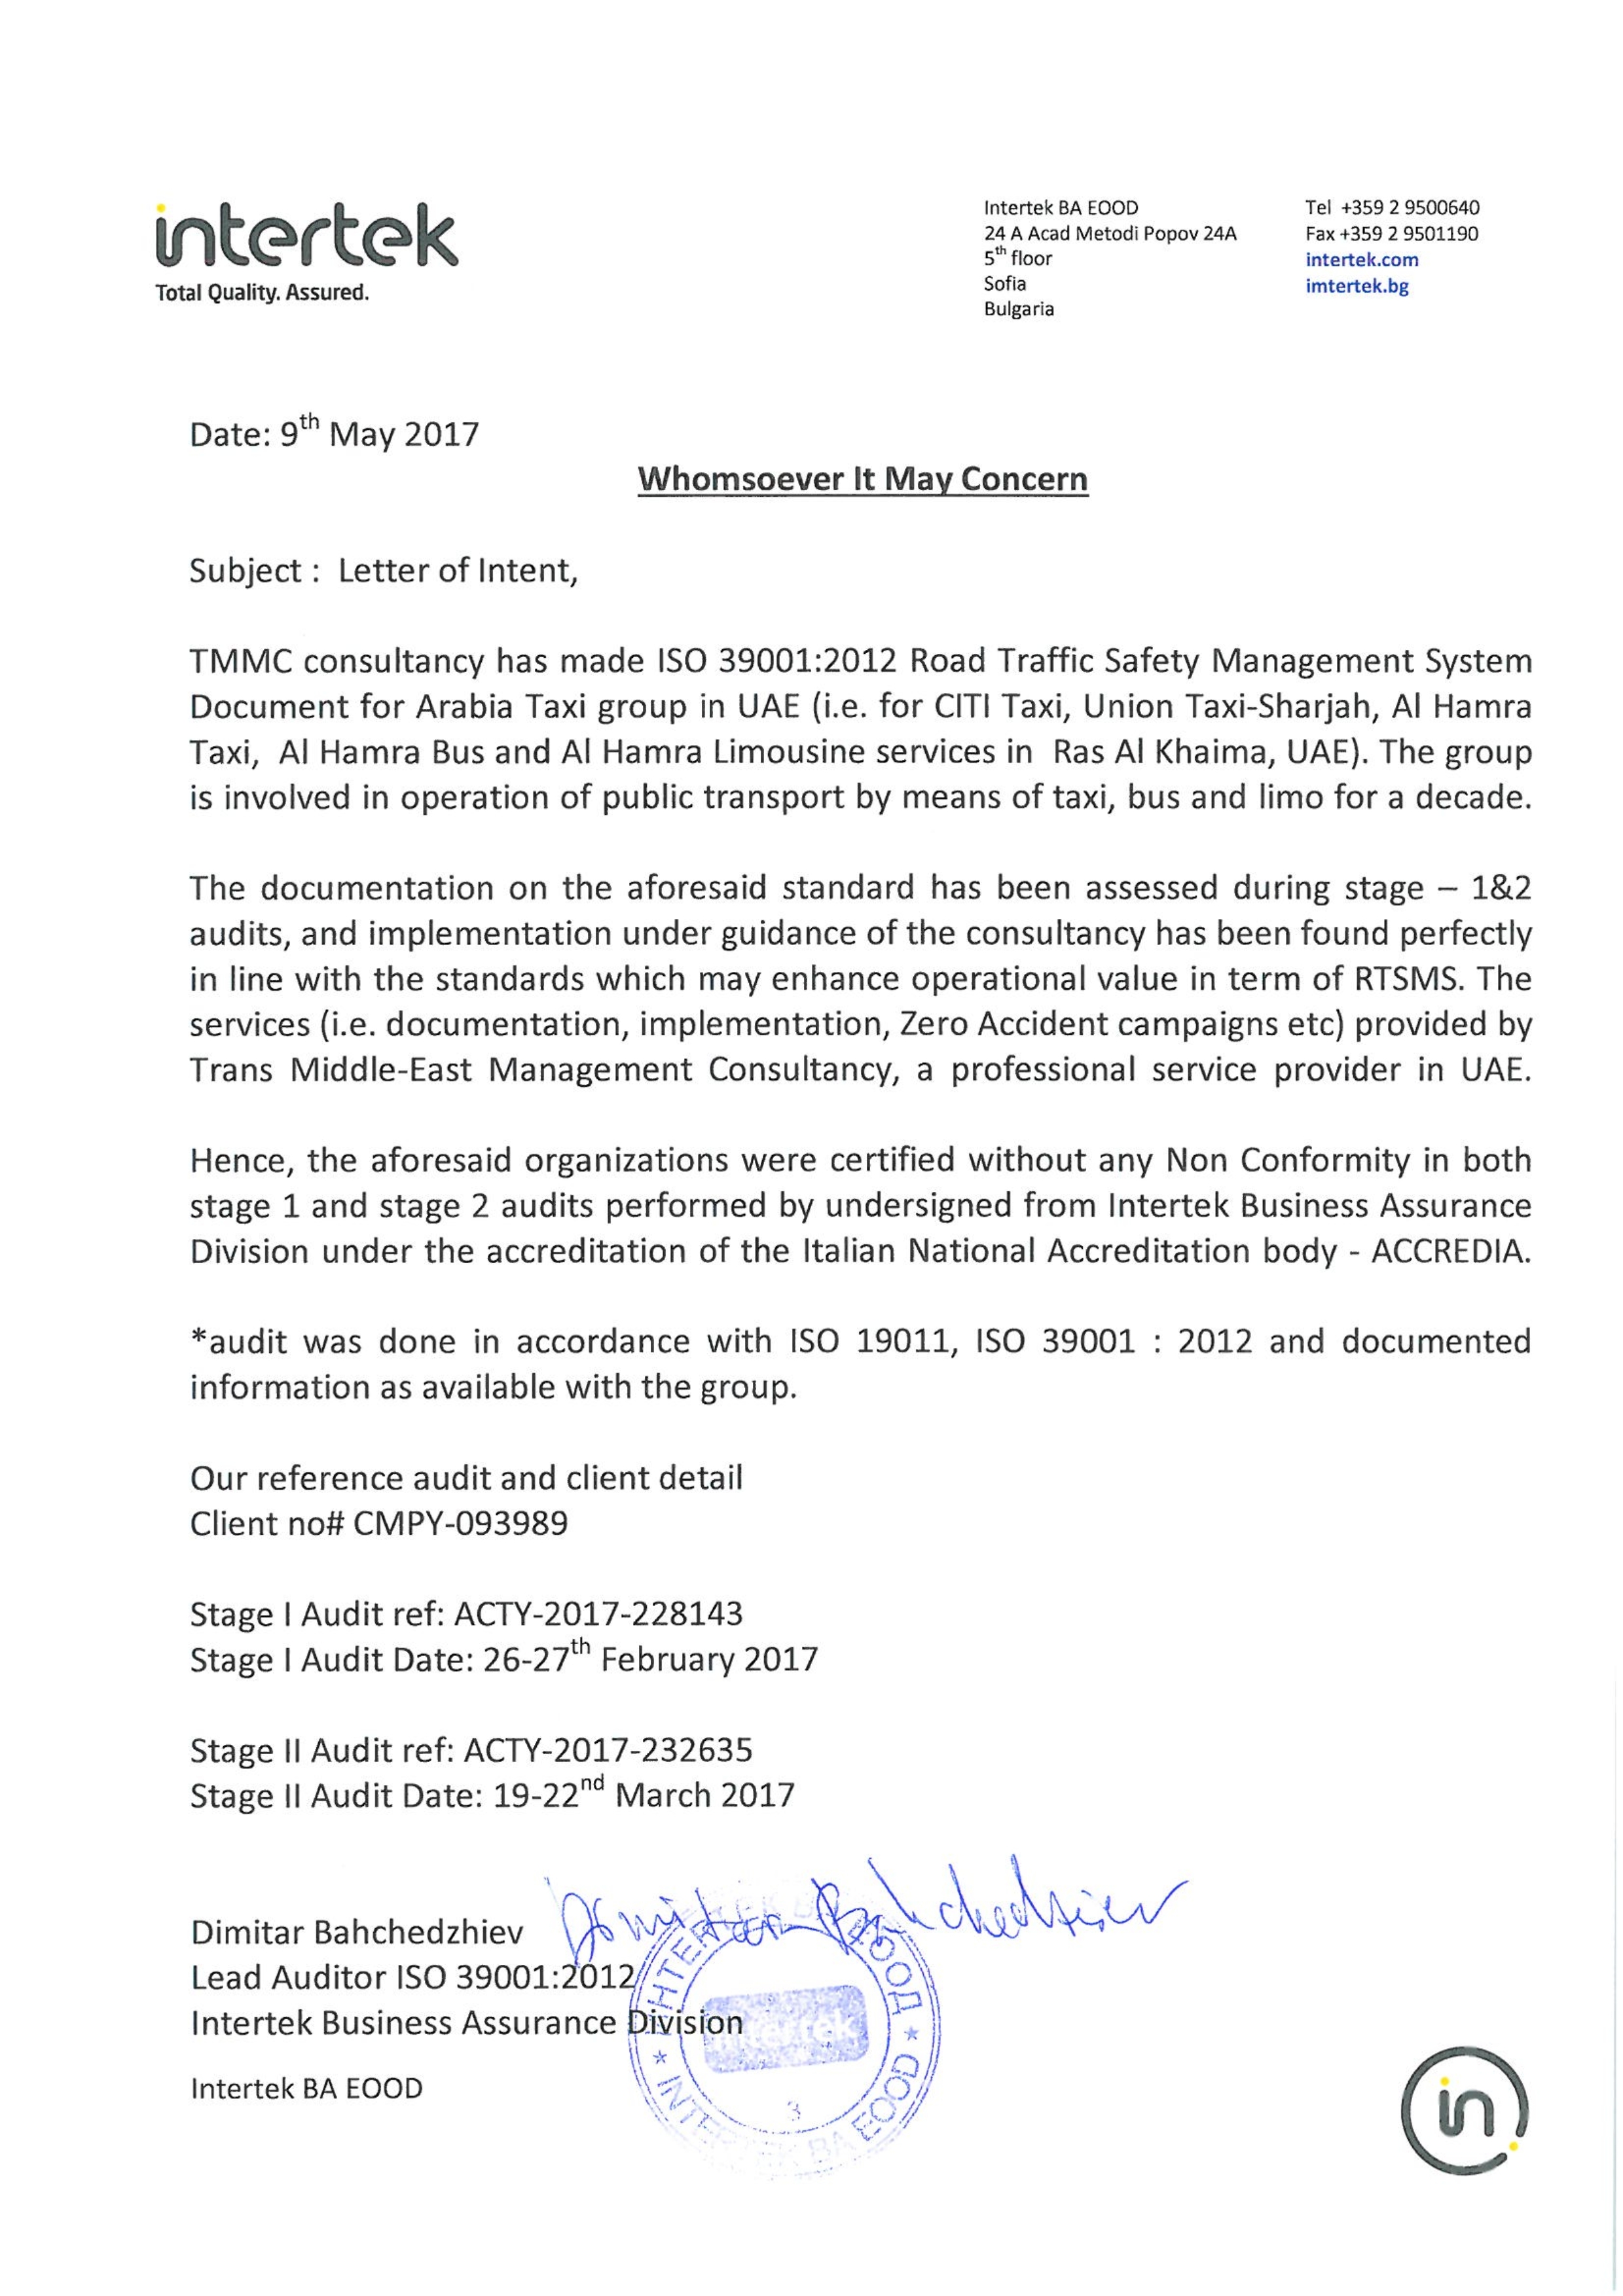 intertek
Total Quality. Assured.
Intertek BA EOOD
24 A Acad Metodi Popov 24A
5th floor
Sofia
Bulgaria
Tel +359 2 9500640
Fax +359 2 9501190
intertek.com
imtertek.bg
Date: 9th May 2017
Whomsoever It May Concern
Subject : Letter of Intent,
TMMC consultancy has made ISO 39001:2012 Road Traffic Safety Management System
Document for Arabia Taxi group in UAE (i.e. for CITI Taxi, Union Taxi-Sharjah, Al Hamra
Taxi, Al Hamra Bus and Al Hamra Limousine services in Ras Al Khaima, UAE). The group
is involved in operation of public transport by means of taxi, bus and limo for a decade.
The documentation on the aforesaid standard has been assessed during stage – 1&2
audits, and implementation under guidance of the consultancy has been found perfectly
in line with the standards which may enhance operational value in term of RTSMS. The
services (i.e. documentation, implementation, Zero Accident campaigns etc) provided by
Trans Middle-East Management Consultancy, a professional service provider in UAE.
Hence, the aforesaid organizations were certified without any Non Conformity in both
stage 1 and stage 2 audits performed by undersigned from Intertek Business Assurance
Division under the accreditation of the Italian National Accreditation body - ACCREDIA.
*audit was done in accordance with ISO 19011, ISO 39001 : 2012 and documented
information as available with the group.
Our reference audit and client detail
Client no# CMPY-093989
Stage I Audit ref: ACTY-2017-228143
Stage I Audit Date: 26-27th February 2017
Stage II Audit ref: ACTY-2017-232635
Stage II Audit Date: 19-22nd March 2017
Dimitar Bahchedzhiev
Dimitar Bahchedzhiev
Lead Auditor ISO 39001:2012
Intertek Business Assurance Division
Intertek BA EOOD
ЕООД
intertek
3
INTERTEK BA EOOD
in